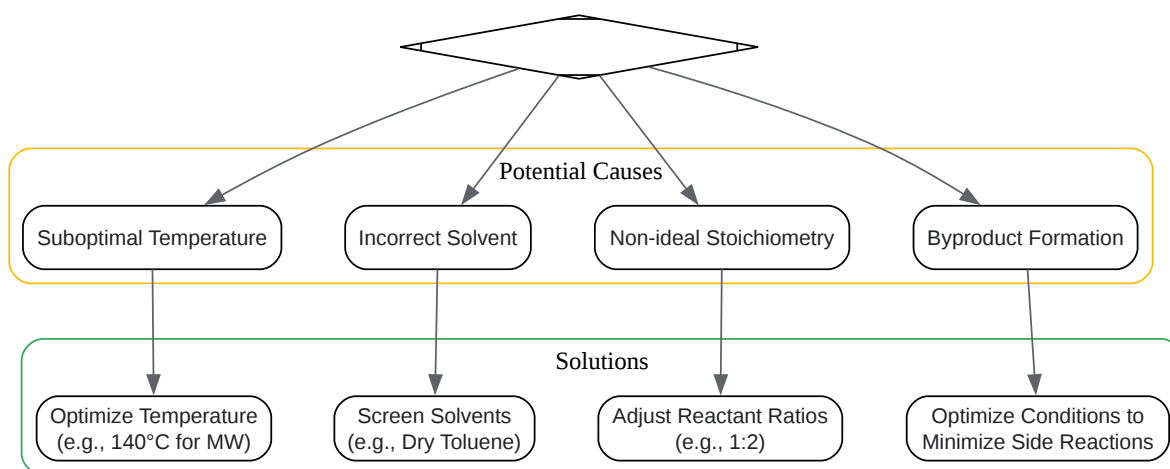 Potential Causes
Suboptimal Temperature
Incorrect Solvent
Non-ideal Stoichiometry
Byproduct Formation
Solutions
Optimize Temperature
(e.g., 140°C for MW)
Screen Solvents
(e.g., Dry Toluene)
Adjust Reactant Ratios
(e.g., 1:2)
Optimize Conditions to
Minimize Side Reactions